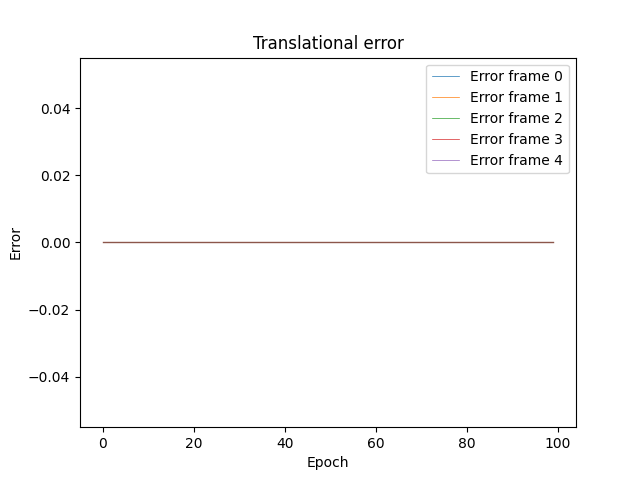 Translational error
Error frame 0
Error frame 1
Error frame 2
Error frame 3
Error frame 4
0.04
0.02
0.00
−0.02
−0.04
Error
0 20 40 60 80 100
Epoch